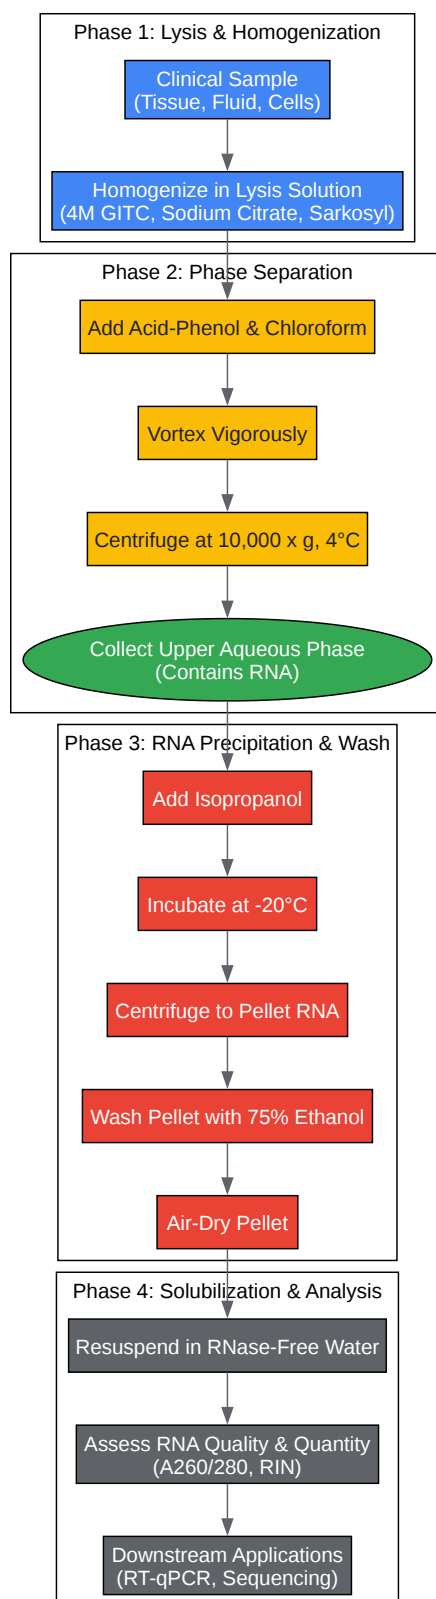 Phase 1: Lysis & Homogenization
Clinical Sample
(Tissue, Fluid, Cells)
Homogenize in Lysis Solution
(4M GITC, Sodium Citrate, Sarkosyl)
Phase 2: Phase Separation
Add Acid-Phenol & Chloroform
Vortex Vigorously
Centrifuge at 10,000 x g, 4°C
Collect Upper Aqueous Phase
(Contains RNA)
Phase 3: RNA Precipitation & Wash
Add Isopropanol
Incubate at -20°C
Centrifuge to Pellet RNA
Wash Pellet with 75% Ethanol
Air-Dry Pellet
Phase 4: Solubilization & Analysis
Resuspend in RNase-Free Water
Assess RNA Quality & Quantity
(A260/280, RIN)
Downstream Applications
(RT-qPCR, Sequencing)